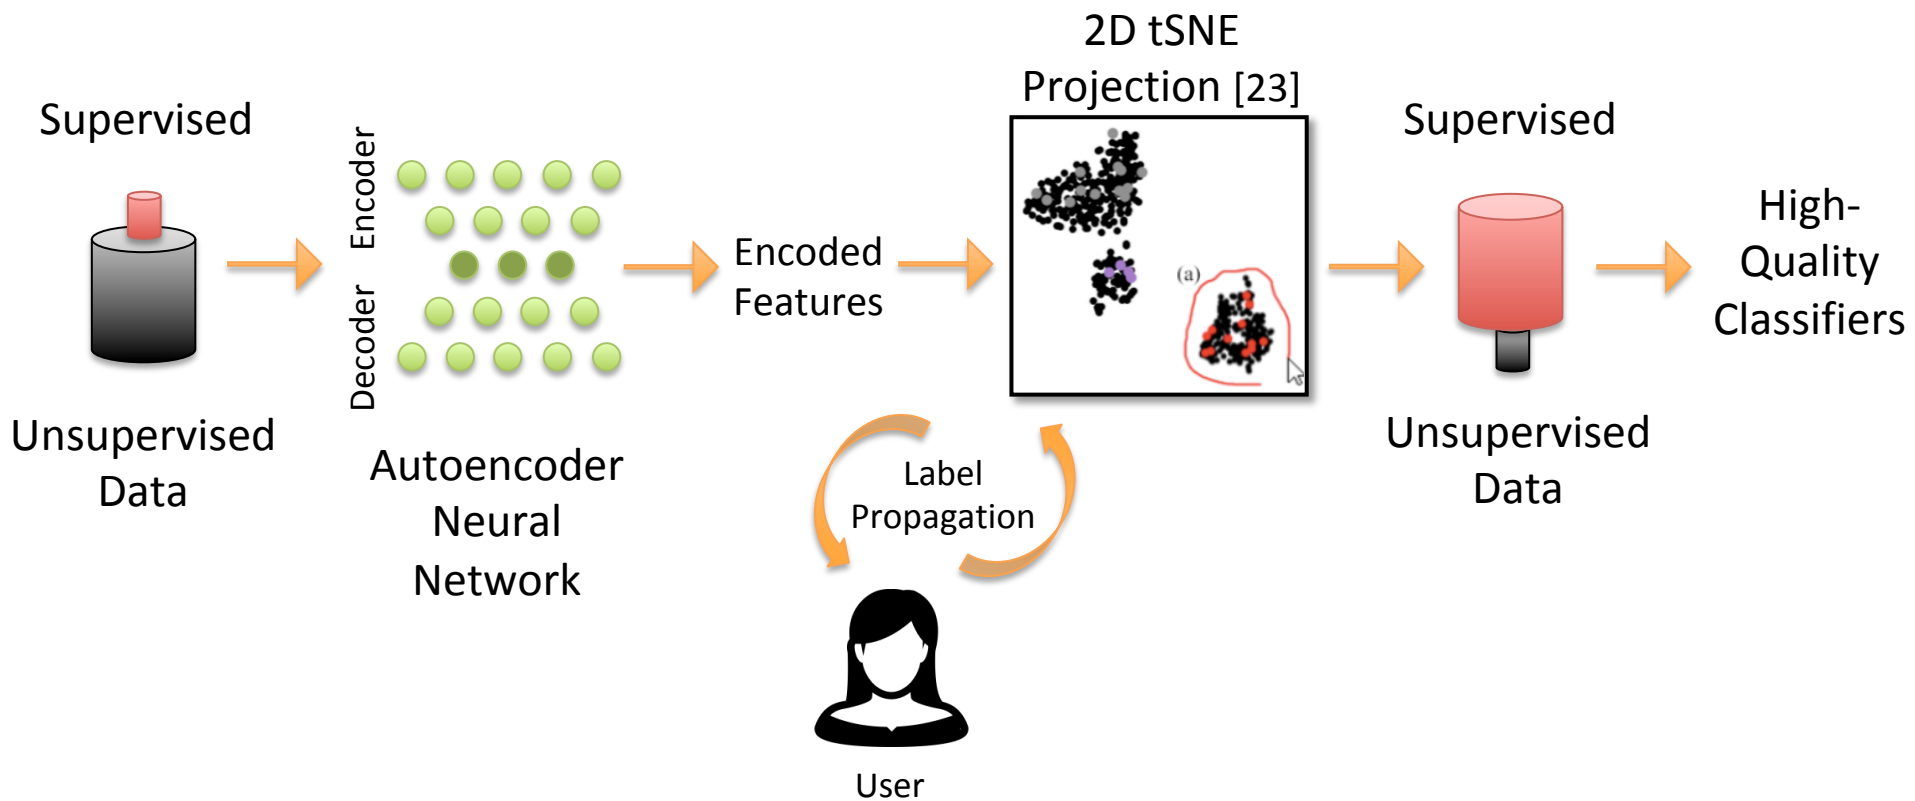 Supervised
Unsupervised
Data
Encoder
Decoder
Autoencoder
Neural
Network
Encoded
Features
2D tSNE
Projection [23]
(a)
Label
Propagation
User
Supervised
Unsupervised
Data
High-
Quality
Classifiers